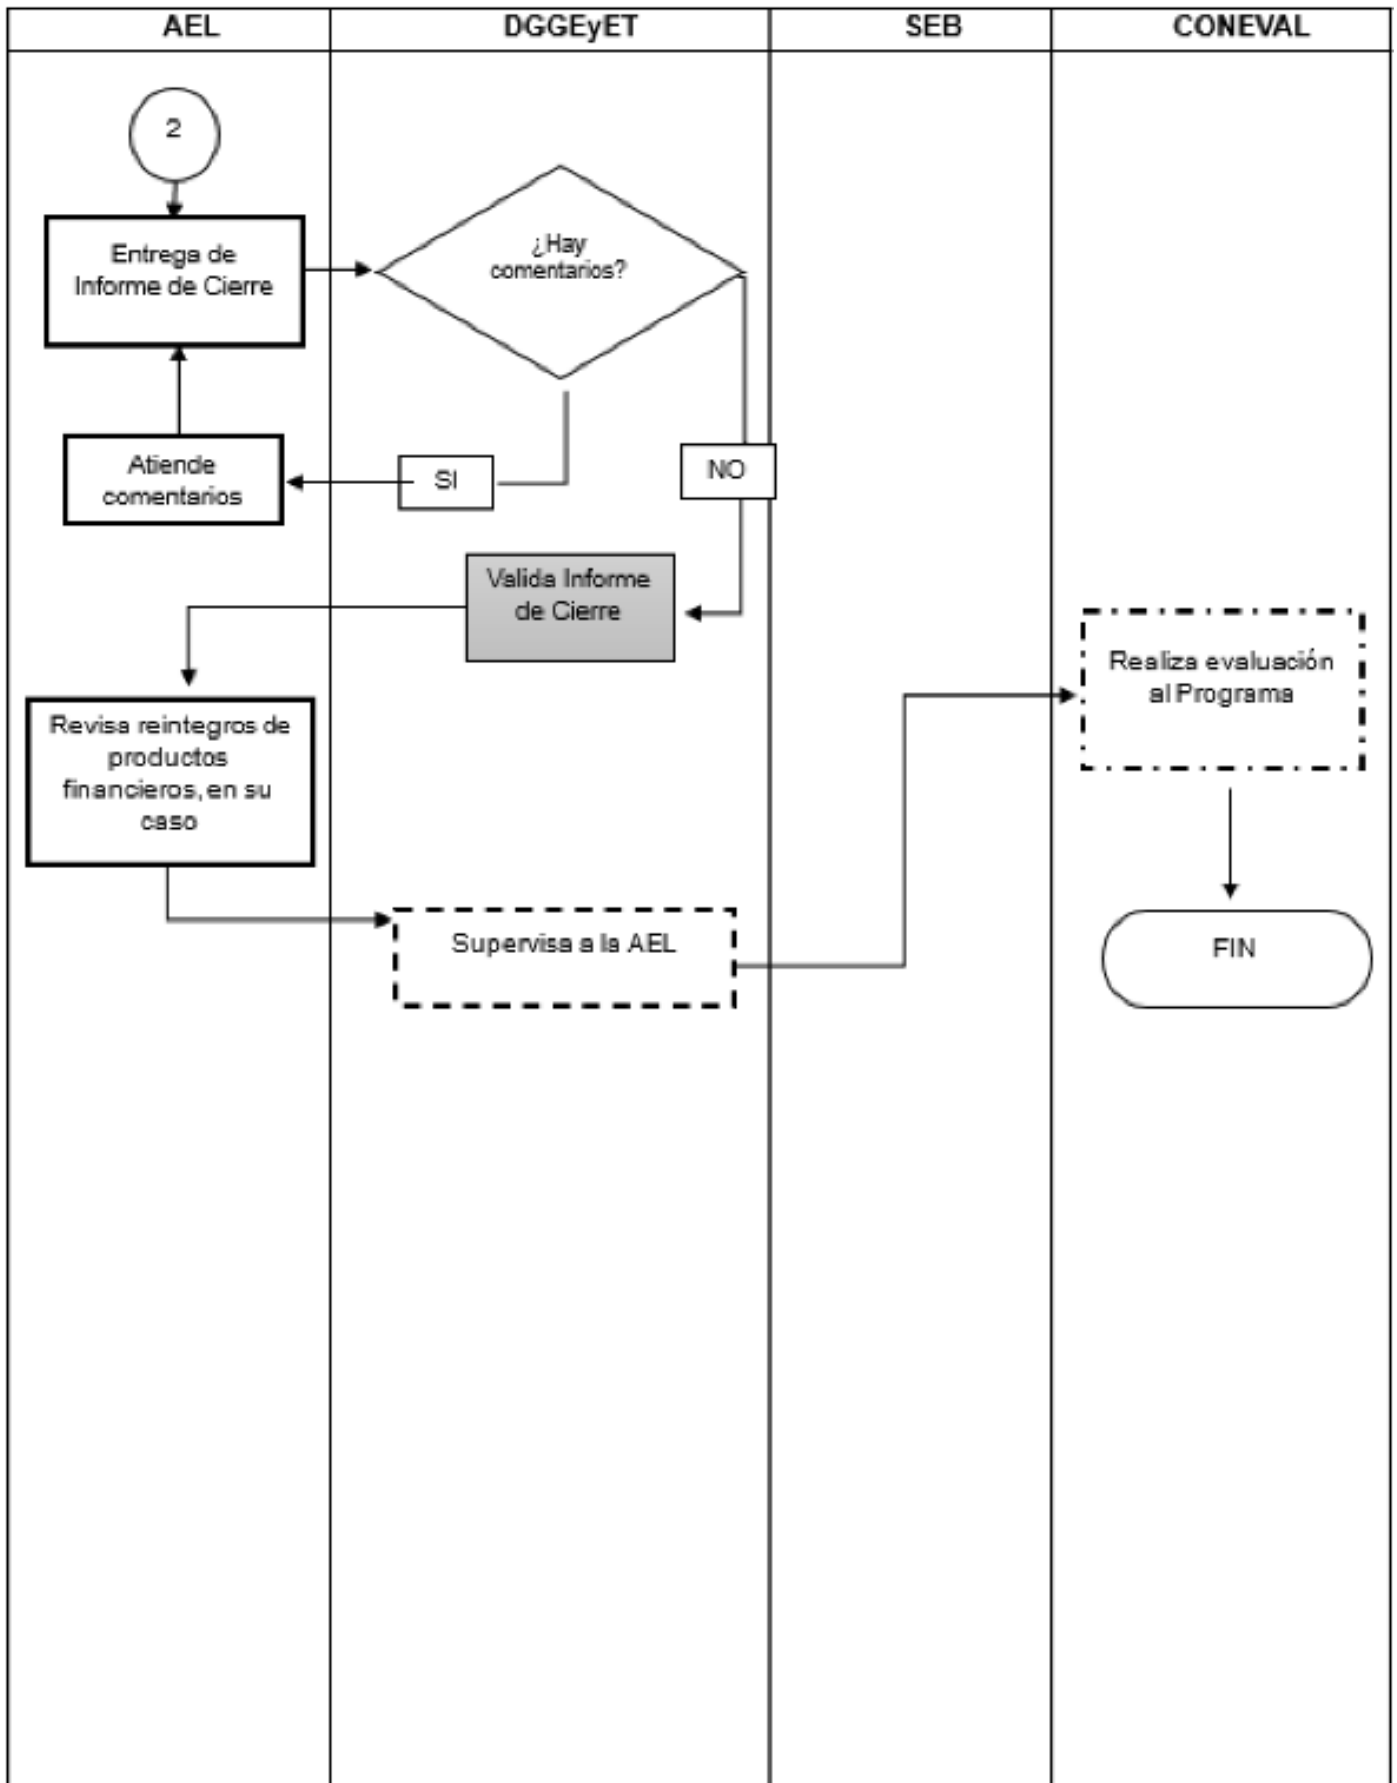 AEL
DGGEyET
SEB
CONEVAL
2
Entrega de
Informe de Cierre
¿Hay
comentarios?
Atiende
comentarios
SI
NO
Valida Informe
de Cierre
Revisa reintegros de
productos
financieros, en su
caso
Supervisa a la AEL
Realiza evaluación
al Programa
FIN